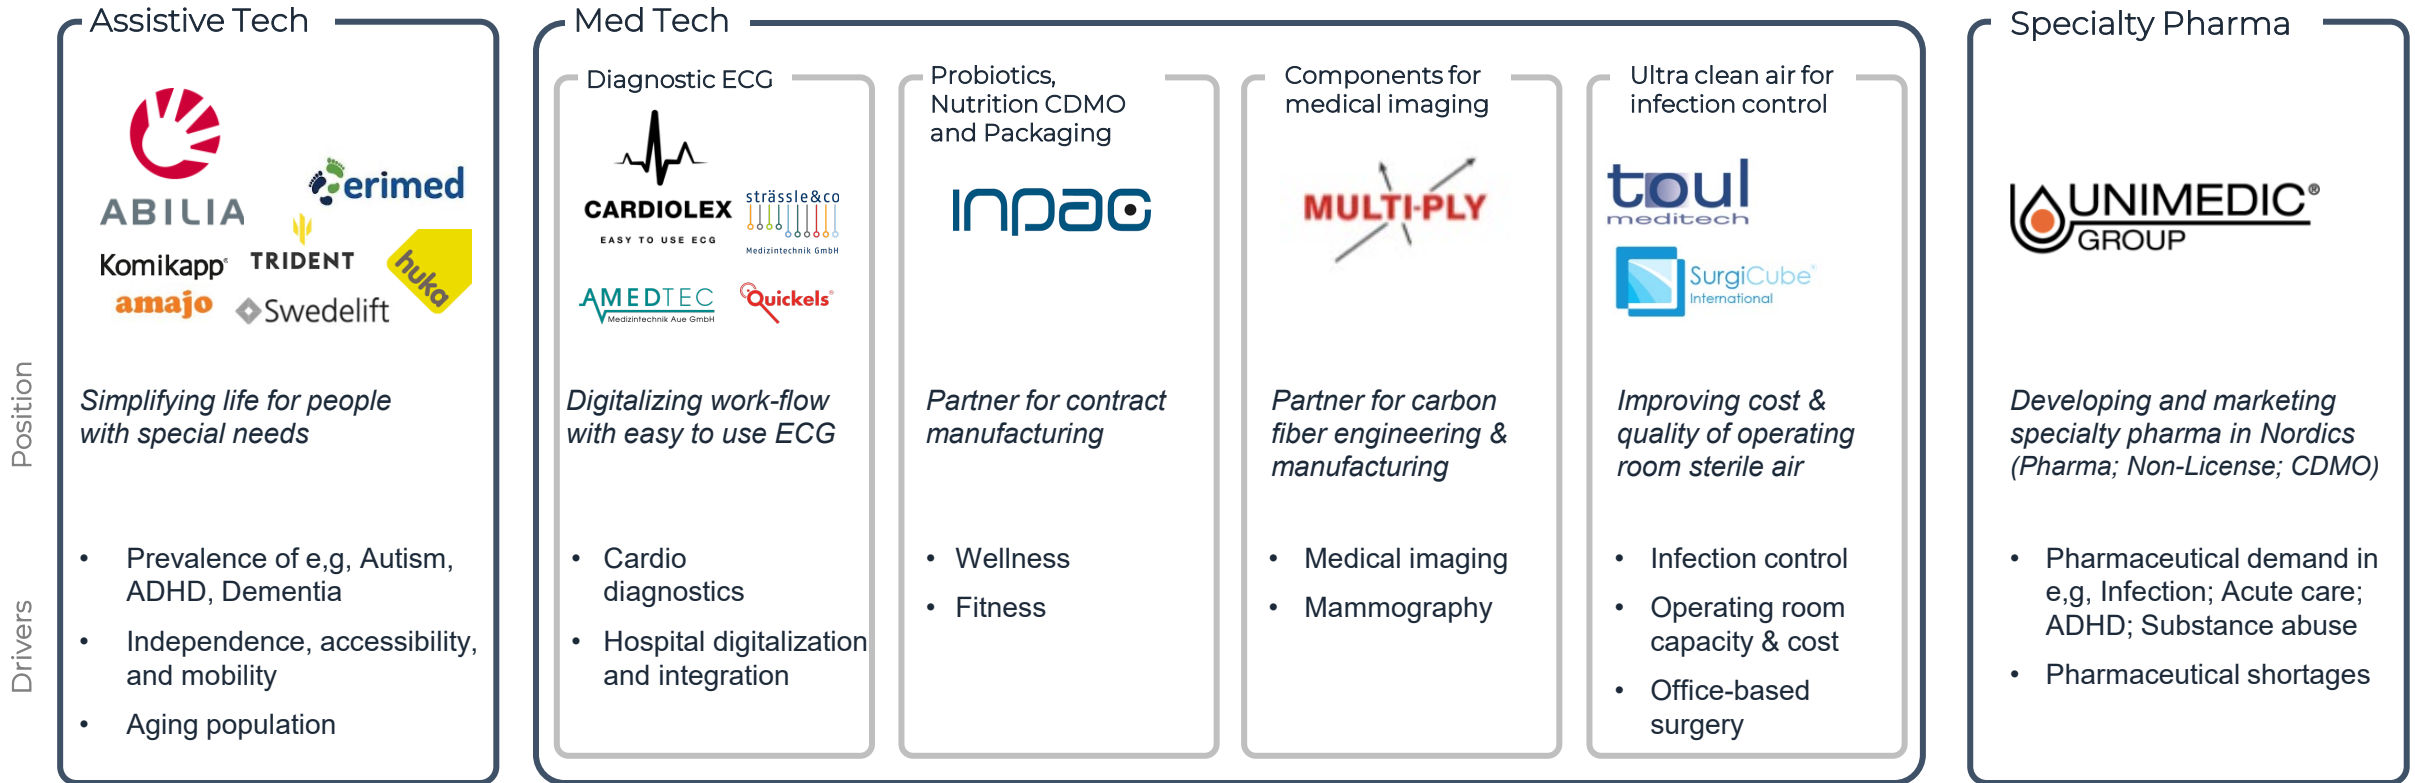 Assistive Tech
ABILIA
erimed
Komikapp®
TRIDENT
huka
amajo
Swedelift
Simplifying life for people
with special needs
• Prevalence of e,g, Autism,
ADHD, Dementia
• Independence, accessibility,
and mobility
• Aging population
Med Tech
Diagnostic ECG
CARDIOLEX
EASY TO USE ECG
strässle&co
Medizintechnik GmbH
AMEDTEC
Medizintechnik Aue GmbH
Quickels®
Digitalizing work-flow
with easy to use ECG
• Cardio
diagnostics
• Hospital digitalization
and integration
Probiotics,
Nutrition CDMO
and Packaging
inpac
Partner for contract
manufacturing
• Wellness
• Fitness
Components for
medical imaging
MULTI-PLY
Partner for carbon
fiber engineering &
manufacturing
• Medical imaging
• Mammography
Ultra clean air for
infection control
toul
meditech
SurgiCube®
International
Improving cost &
quality of operating
room sterile air
• Infection control
• Operating room
capacity & cost
• Office-based
surgery
Specialty Pharma
UNIMEDIC®
GROUP
Developing and marketing
specialty pharma in Nordics
(Pharma; Non-License; CDMO)
• Pharmaceutical demand in
e,g, Infection; Acute care;
ADHD; Substance abuse
• Pharmaceutical shortages
Position
Drivers